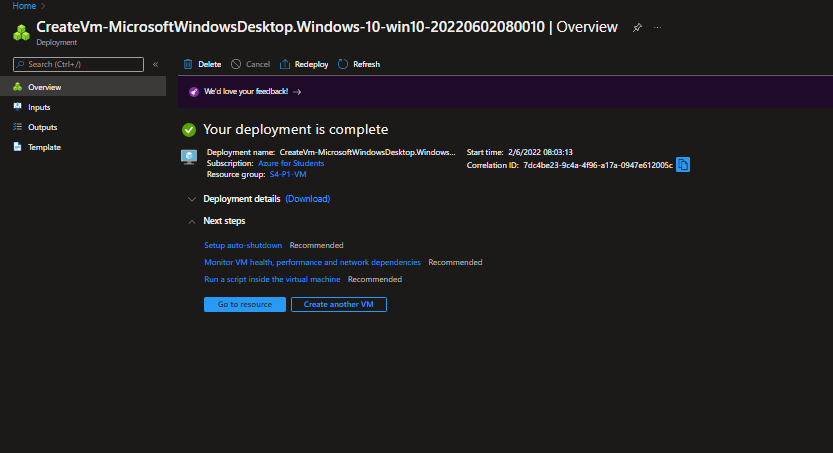 Home
CreateVm-MicrosoftWindowsDesktop.Windows-10-win10-20220602080010 | Overview
Deployment
Search (Ctrl+/)
Overview
Inputs
Outputs
Template
Delete
Cancel
Redeploy
Refresh
We'd love your feedback! →
Your deployment is complete
Deployment name: CreateVm-MicrosoftWindowsDesktop.Windows...
Subscription: Azure for Students
Resource group: S4-P1-VM
Start time: 2/6/2022 08:03:13
Correlation ID: 7dc4be23-9c4a-4f96-a17a-0947e612005c
Deployment details (Download)
Next steps
Setup auto-shutdown Recommended
Monitor VM health, performance and network dependencies Recommended
Run a script inside the virtual machine Recommended
Go to resource
Create another VM